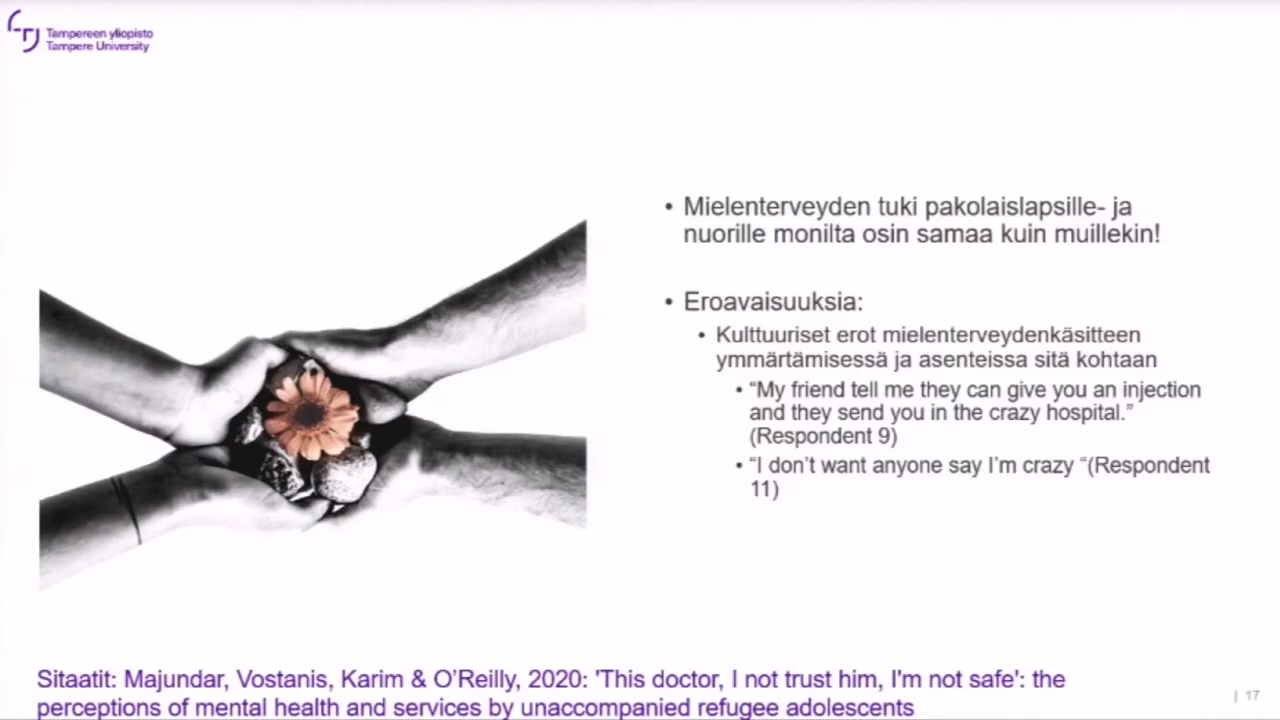 Tampereen yliopisto
Tampere University
• Mielenterveyden tuki pakolaislapsille- ja
nuorille monilta osin samaa kuin muillekin!
• Eroavaisuuksia:
• Kulttuuriset erot mielenterveydenkäsitteen
ymmärtämisessä ja asenteissa sitä kohtaan
• “My friend tell me they can give you an injection
and they send you in the crazy hospital.”
(Respondent 9)
• “I don’t want anyone say I’m crazy “(Respondent
11)
Sitaatit: Majundar, Vostanis, Karim & O’Reilly, 2020: 'This doctor, I not trust him, I'm not safe': the
perceptions of mental health and services by unaccompanied refugee adolescents
| 17